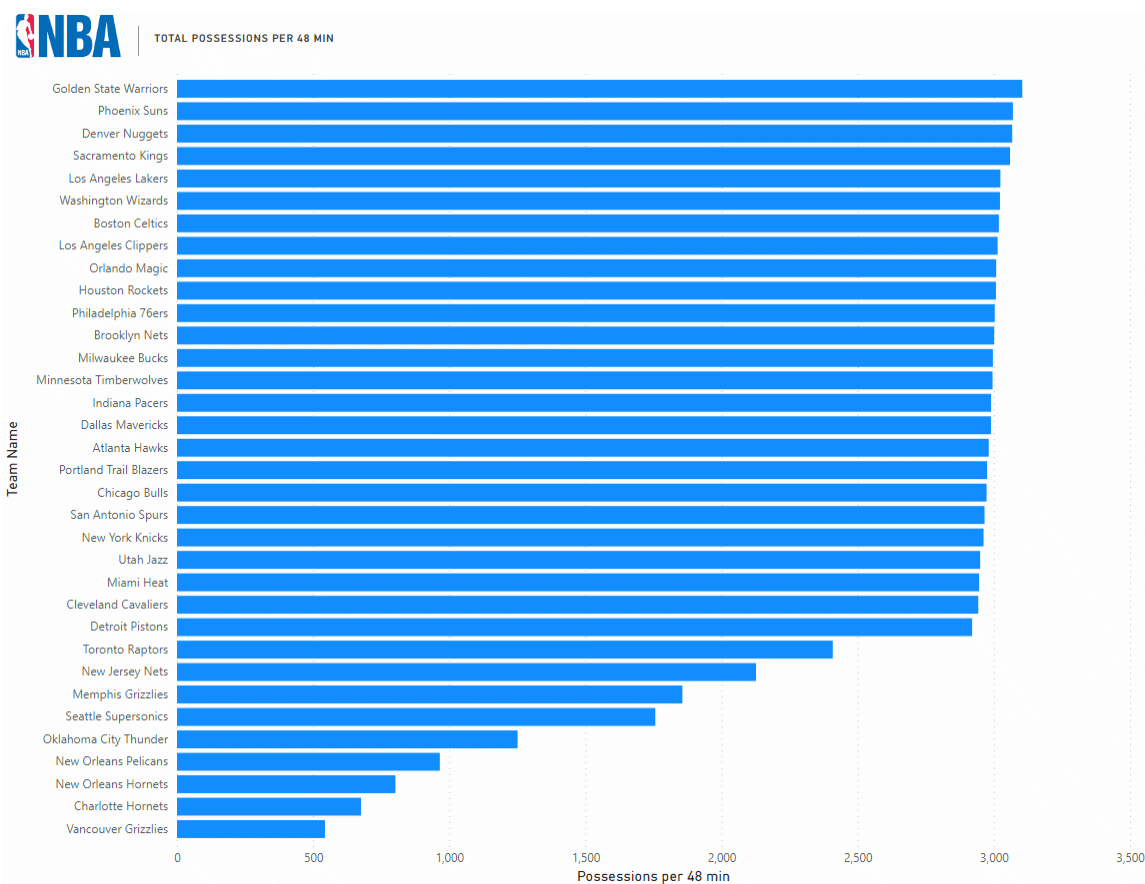 NBA
NBA
TOTAL POSSESSIONS PER 48 MIN
Golden State Warriors
Phoenix Suns
Denver Nuggets
Sacramento Kings
Los Angeles Lakers
Washington Wizards
Boston Celtics
Los Angeles Clippers
Orlando Magic
Houston Rockets
Philadelphia 76ers
Brooklyn Nets
Milwaukee Bucks
Minnesota Timberwolves
Indiana Pacers
Dallas Mavericks
Atlanta Hawks
Portland Trail Blazers
Chicago Bulls
San Antonio Spurs
New York Knicks
Utah Jazz
Miami Heat
Cleveland Cavaliers
Detroit Pistons
Toronto Raptors
New Jersey Nets
Memphis Grizzlies
Seattle Supersonics
Oklahoma City Thunder
New Orleans Pelicans
New Orleans Hornets
Charlotte Hornets
Vancouver Grizzlies
Team Name
0 500 1,000 1,500 2,000 2,500 3,000 3,500
Possessions per 48 min